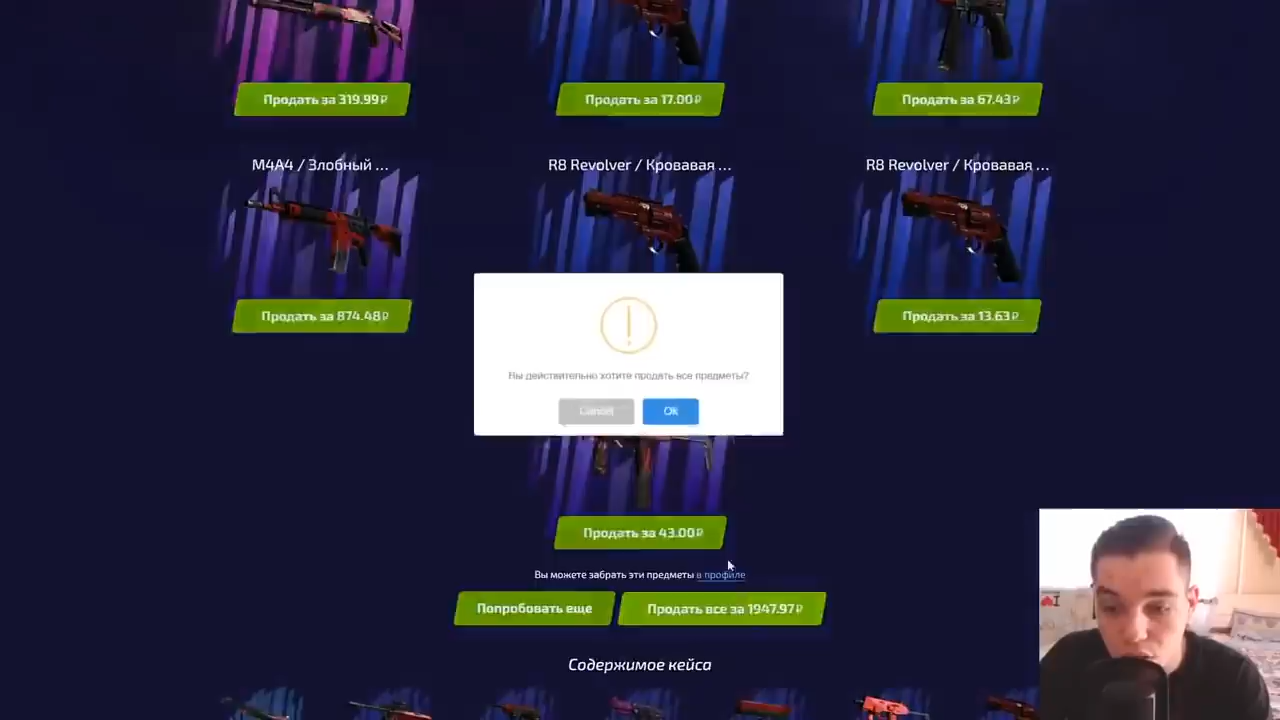 Продать за 319.99₽
Продать за 17.00₽
Продать за 67.43₽
M4A4 / Злобный ...
R8 Revolver / Кровавая ...
R8 Revolver / Кровавая ...
Продать за 874.48₽
Продать за 13.63₽
Вы действительно хотите продать все предметы?
Cancel
OK
Продать за 43.00₽
Вы можете забрать эти предметы в профиле
Попробовать еще
Продать все за 1947.97₽
Содержимое кейса